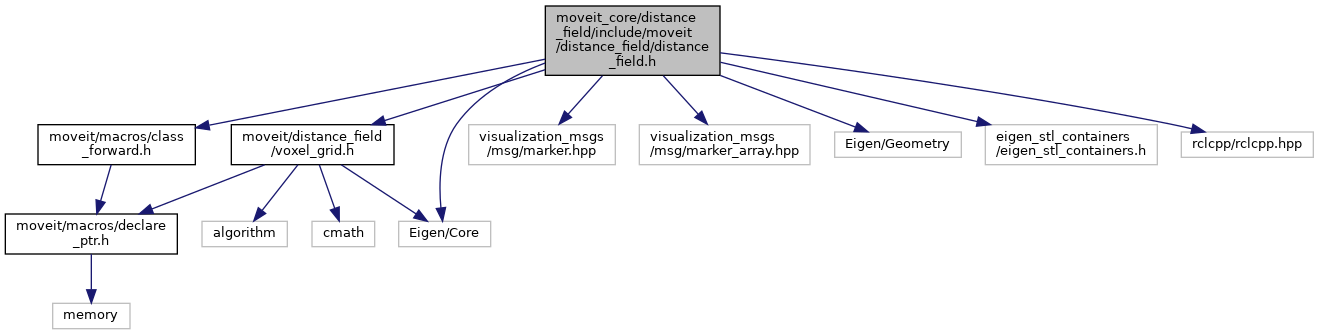 moveit_core/distance
_field/include/moveit
/distance_field/distance
_field.h
moveit/macros/class
_forward.h
moveit/distance_field
/voxel_grid.h
visualization_msgs
/msg/marker.hpp
visualization_msgs
/msg/marker_array.hpp
Eigen/Geometry
eigen_stl_containers
/eigen_stl_containers.h
rclcpp/rclcpp.hpp
moveit/macros/declare
_ptr.h
algorithm
cmath
Eigen/Core
memory